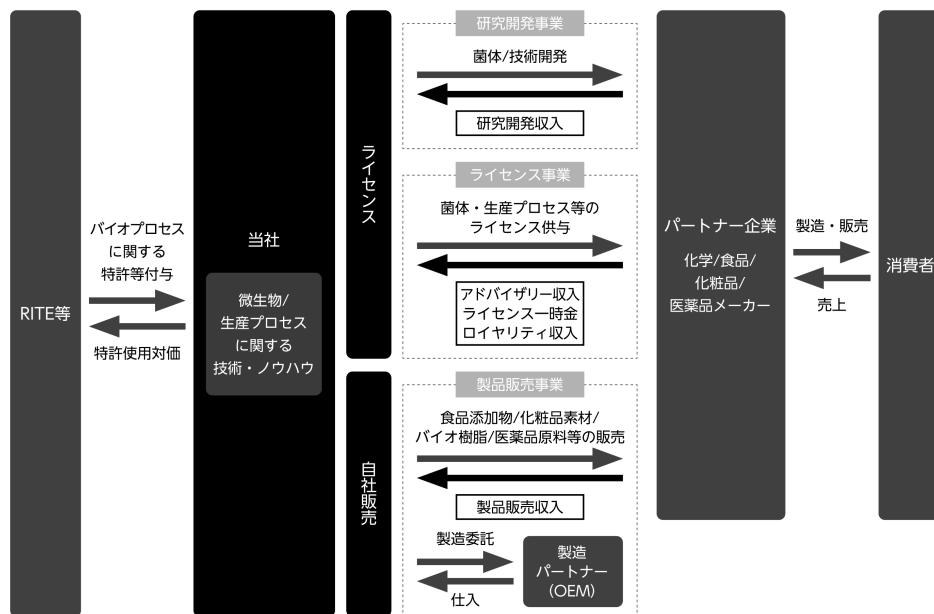 RITE等
バイオプロセス
に関する
特許等付与
特許使用対価
当社
微生物/
生産プロセス
に関する
技術・ノウハウ
ライセンス
研究開発事業
菌体/技術開発
研究開発収入
ライセンス事業
菌体・生産プロセス等の
ライセンス供与
アドバイザリー収入
ライセンス一時金
ロイヤリティ収入
自社販売
製品販売事業
食品添加物/化粧品素材/
バイオ樹脂/医薬品原料等の販売
製品販売収入
製造委託
仕入
製造
パートナー
(OEM)
パートナー企業
化学/食品/
化粧品/
医薬品メーカー
製造・販売
売上
消費者